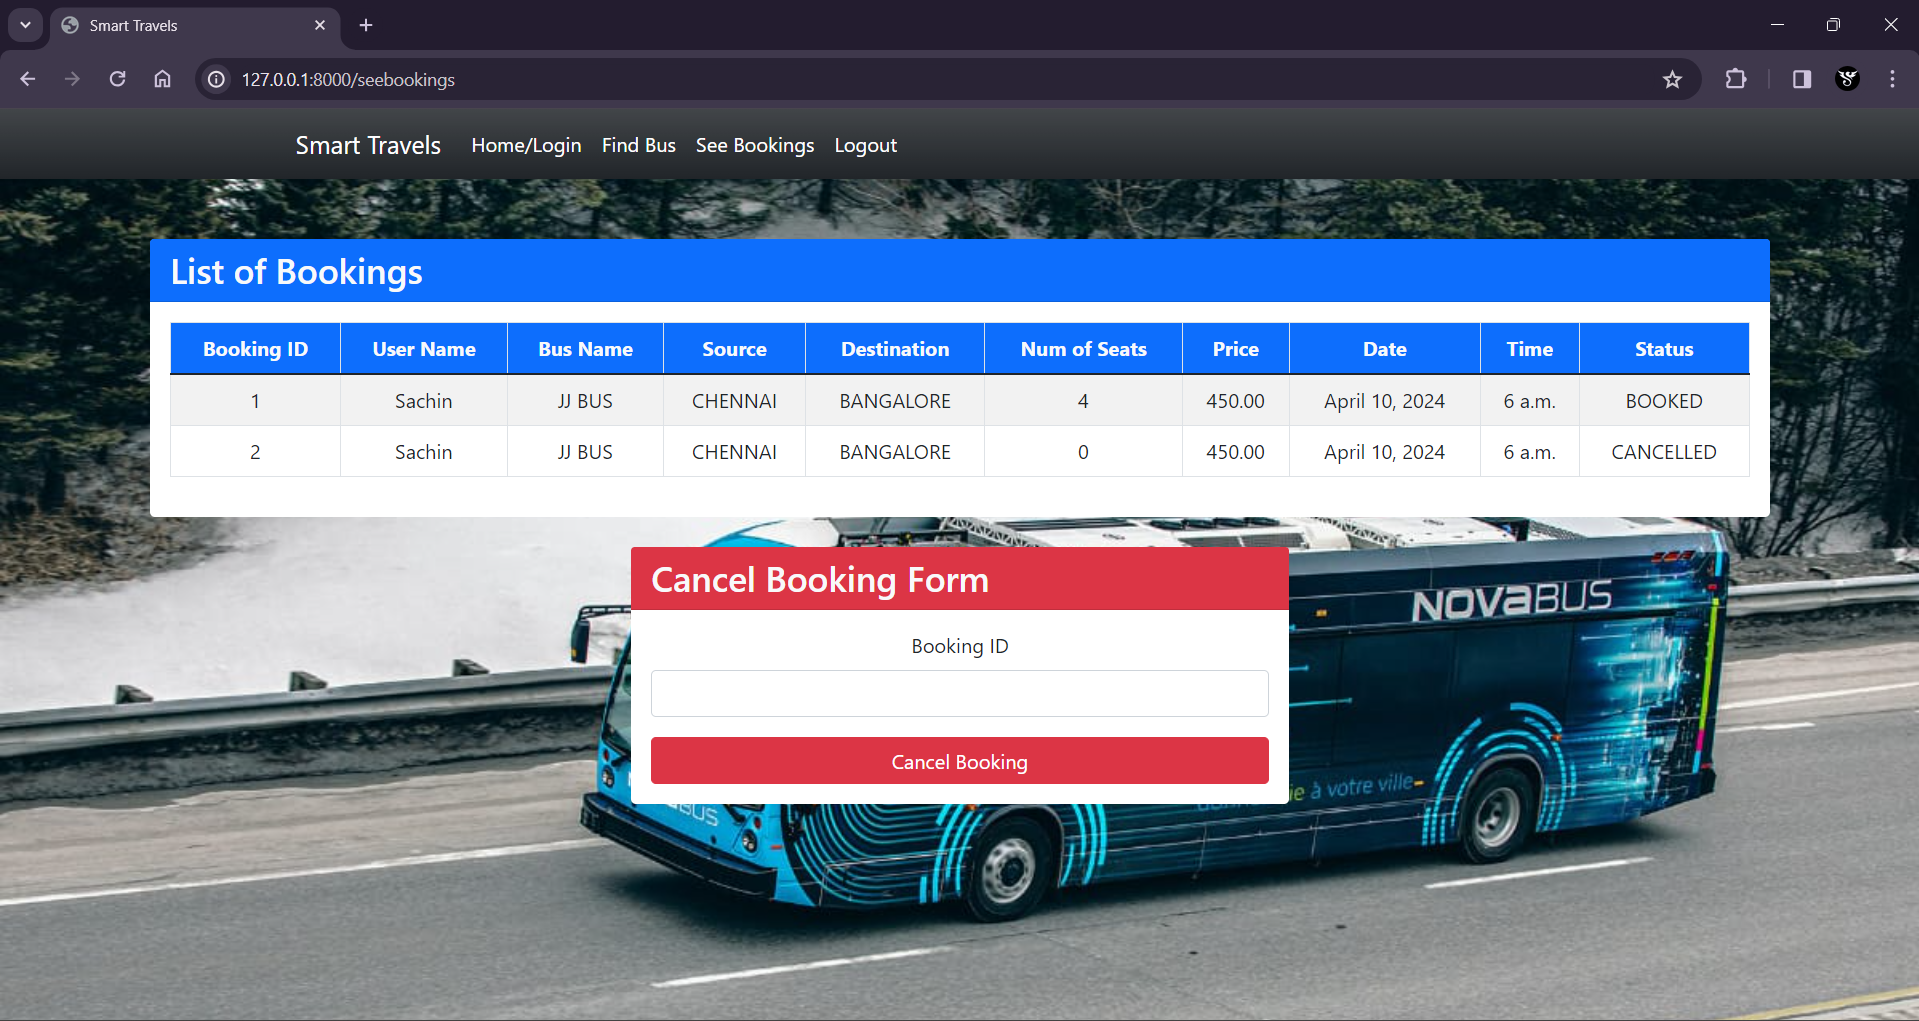 Smart Travels
127.0.0.1:8000/seebookings
Smart Travels Home/Login Find Bus See Bookings Logout
List of Bookings
Booking ID User Name Bus Name Source Destination Num of Seats Price Date Time Status
1 Sachin JJ BUS CHENNAI BANGALORE 4 450.00 April 10, 2024 6 a.m. BOOKED
2 Sachin JJ BUS CHENNAI BANGALORE 0 450.00 April 10, 2024 6 a.m. CANCELLED
Cancel Booking Form
NOVABUS
Booking ID
Cancel Booking
à votre ville
BUS